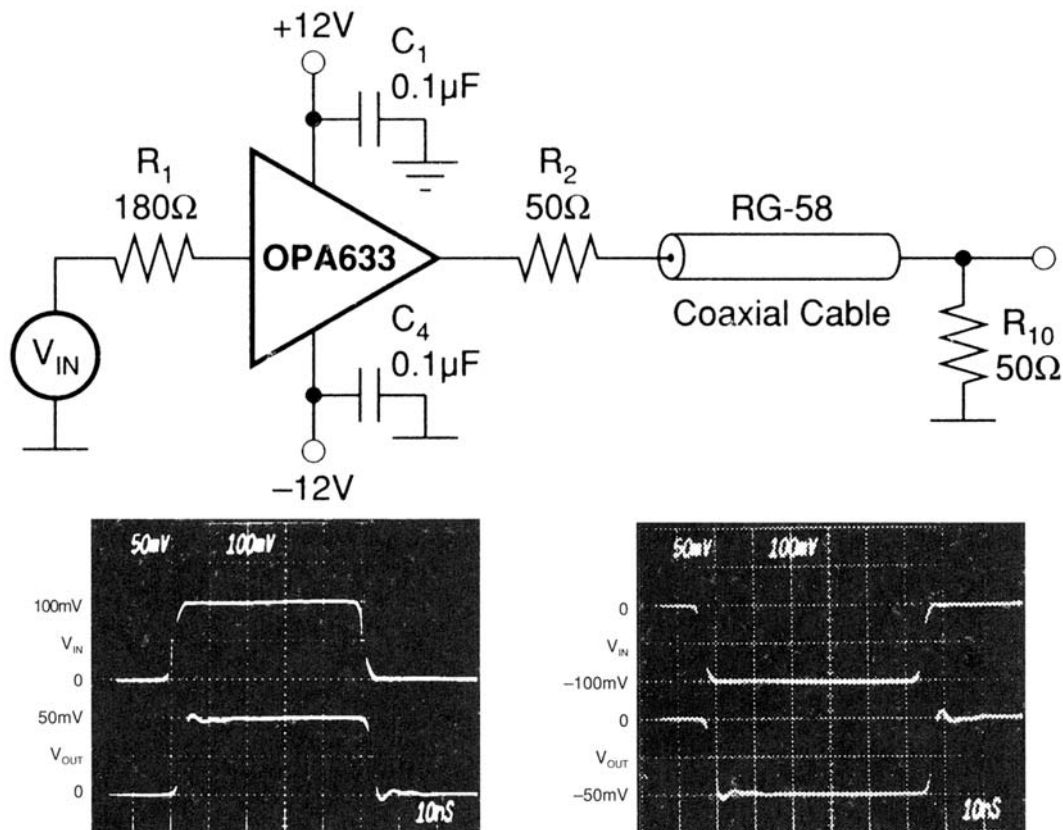 +12V
C1
0.1µF
R1
180Ω
OPA633
R2
50Ω
RG-58
Coaxial Cable
VIN
C4
0.1µF
R10
50Ω
–12V
50mV 100mV
100mV
VIN
0
50mV
VOUT
0
10nS
50mV 100mV
0
VIN
–100mV
0
VOUT
–50mV
10nS